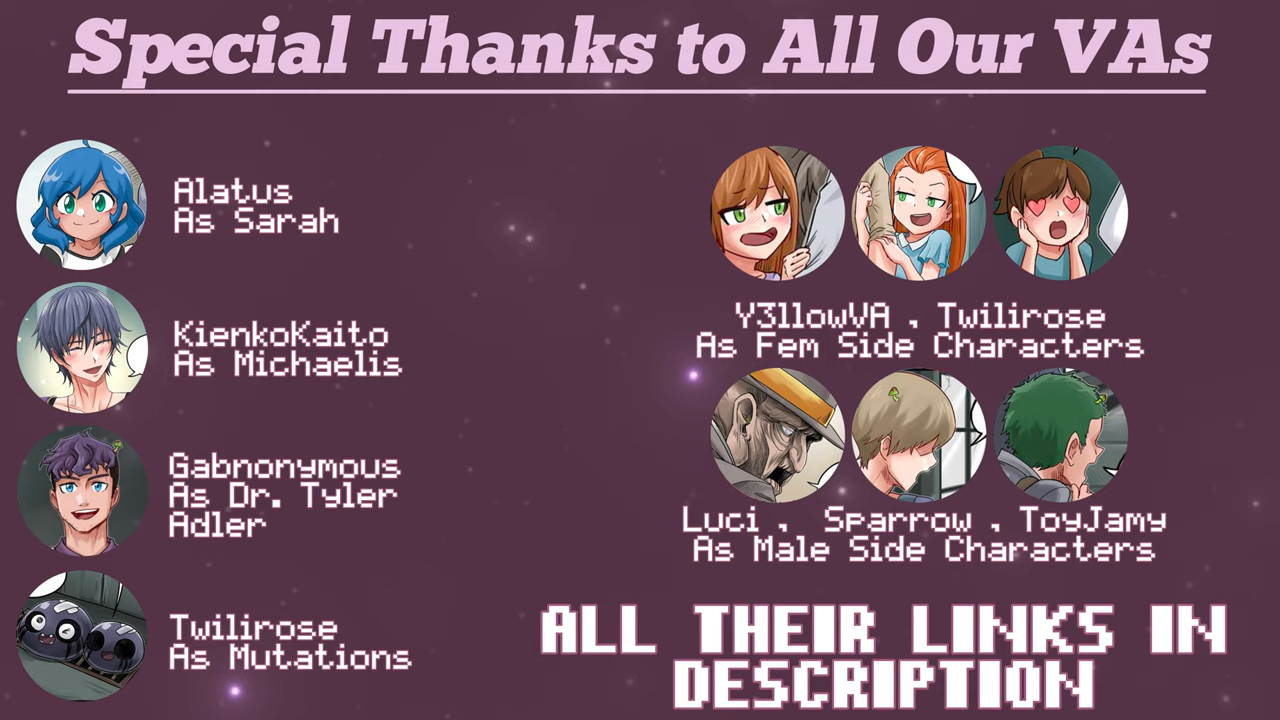 Special Thanks to All Our VAs
Alatus
As Sarah
KienkoKaito
As Michaelis
Gabnonymous
As Dr. Tyler
Adler
Twilirose
As Mutations
Y3llowVA , Twilirose
As Fem Side Characters
Luci , Sparrow , ToyJamy
As Male Side Characters
ALL THEIR LINKS IN
DESCRIPTION